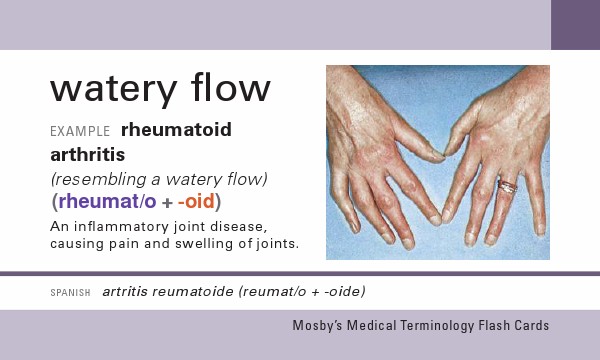 watery flow
EXAMPLE rheumatoid
arthritis
(resembling a watery flow)
(rheumat/o + -oid)
An inflammatory joint disease,
causing pain and swelling of joints.
SPANISH artritis reumatoide (reumat/o + -oide)
Mosby's Medical Terminology Flash Cards